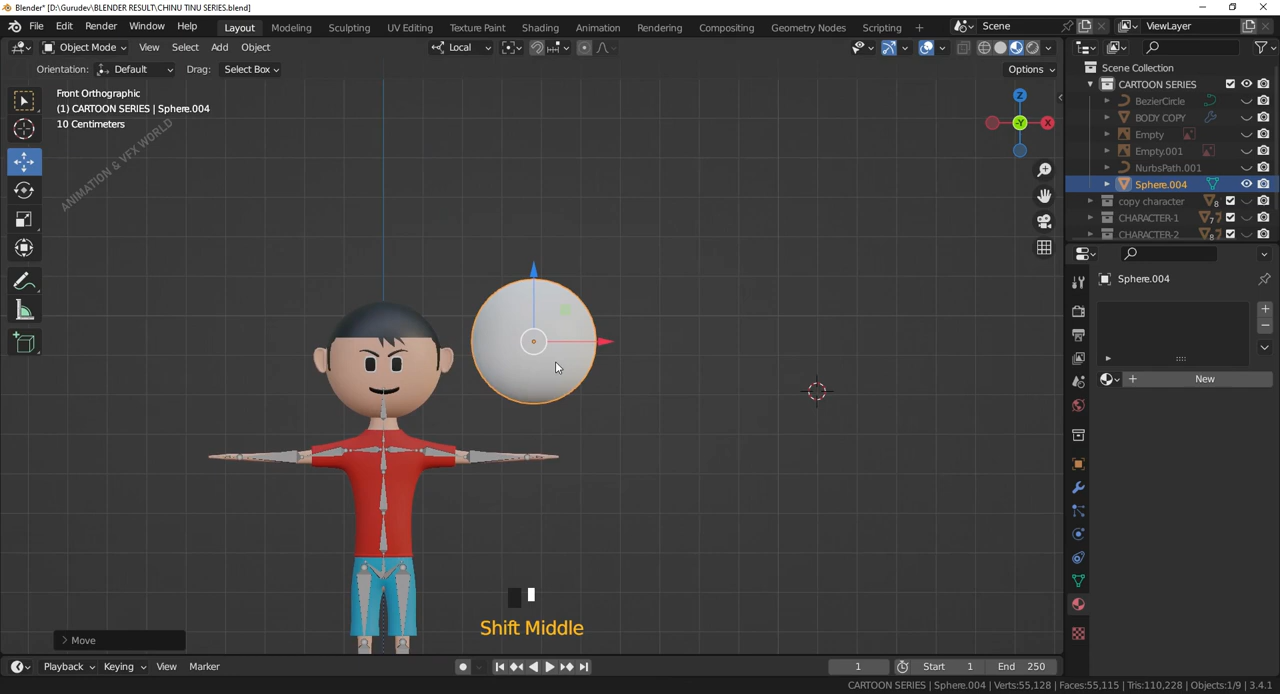 Blender* [D:\Gurudev\BLENDER RESULT\CHINU TINU SERIES.blend]
File Edit Render Window Help Layout Modeling Sculpting UV Editing Texture Paint Shading Animation Rendering Compositing Geometry Nodes Scripting + Scene ViewLayer
Object Mode View Select Add Object Local
Orientation: Default Drag: Select Box Options
Front Orthographic
(1) CARTOON SERIES | Sphere.004
10 Centimeters
ANIMATION & VFX WORLD
Z
-Y
X
Scene Collection
CARTOON SERIES
BezierCircle
BODY COPY
Empty
Empty.001
NurbsPath.001
Sphere.004
copy character 8
CHARACTER-1 7
CHARACTER-2 8
Sphere.004
New
Shift Middle
Move
Playback Keying View Marker 1 Start 1 End 250
CARTOON SERIES | Sphere.004 | Verts:55,128 | Faces:55,115 | Tris:110,228 | Objects:1/9 | 3.4.1